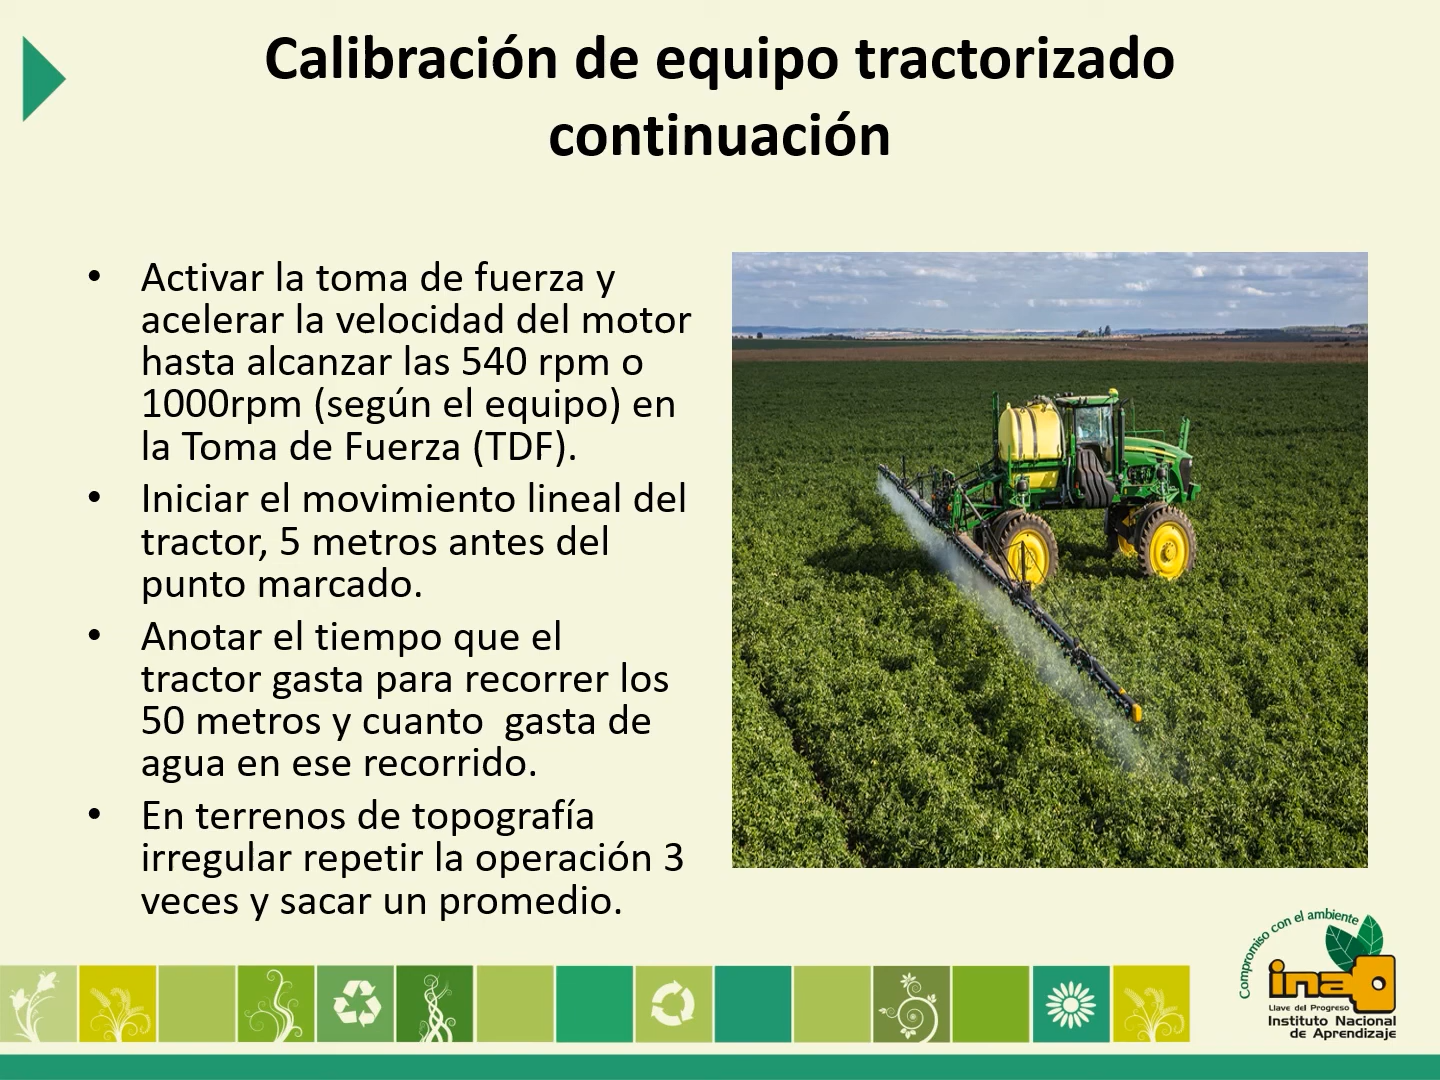 Calibración de equipo tractorizado
continuación
• Activar la toma de fuerza y
acelerar la velocidad del motor
hasta alcanzar las 540 rpm o
1000rpm (según el equipo) en
la Toma de Fuerza (TDF).
• Iniciar el movimiento lineal del
tractor, 5 metros antes del
punto marcado.
• Anotar el tiempo que el
tractor gasta para recorrer los
50 metros y cuanto  gasta de
agua en ese recorrido.
• En terrenos de topografía
irregular repetir la operación 3
veces y sacar un promedio.
Compromiso con el ambiente
ina
Llave del Progreso
Instituto Nacional
de Aprendizaje